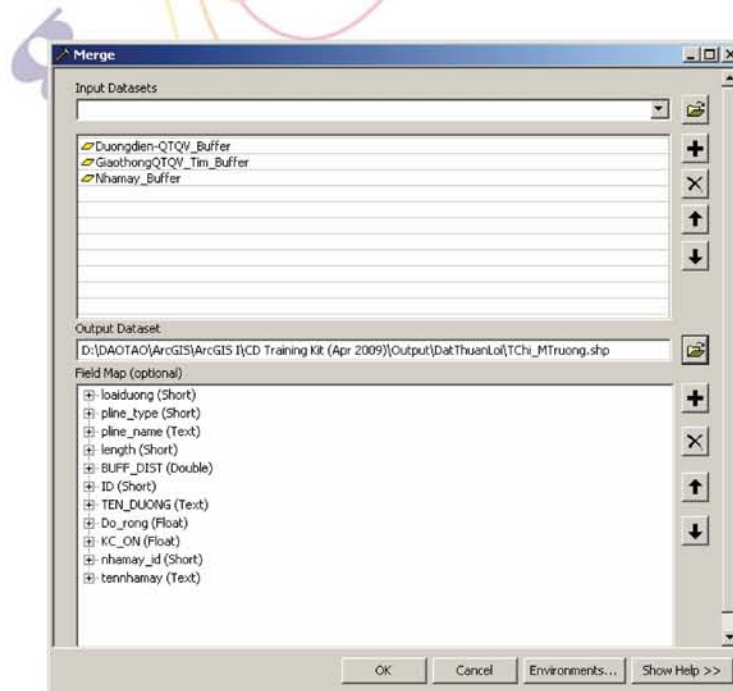 Merge
Input Datasets
Duongdien-QTQV_Buffer
GiaothongQTQV_Tim_Buffer
Nhamay_Buffer
Output Dataset
D:\DAOTAO\ArcGIS\ArcGIS I\CD Training Kit (Apr 2009)\Output\DatThuanLoi\TChi_MTruong.shp
Field Map (optional)
loaiduong (Short)
pline_type (Short)
pline_name (Text)
length (Short)
BUFF_DIST (Double)
ID (Short)
TEN_DUONG (Text)
Do_rong (Float)
KC_ON (Float)
nhamay_id (Short)
tennhamay (Text)
OK Cancel Environments... Show Help >>